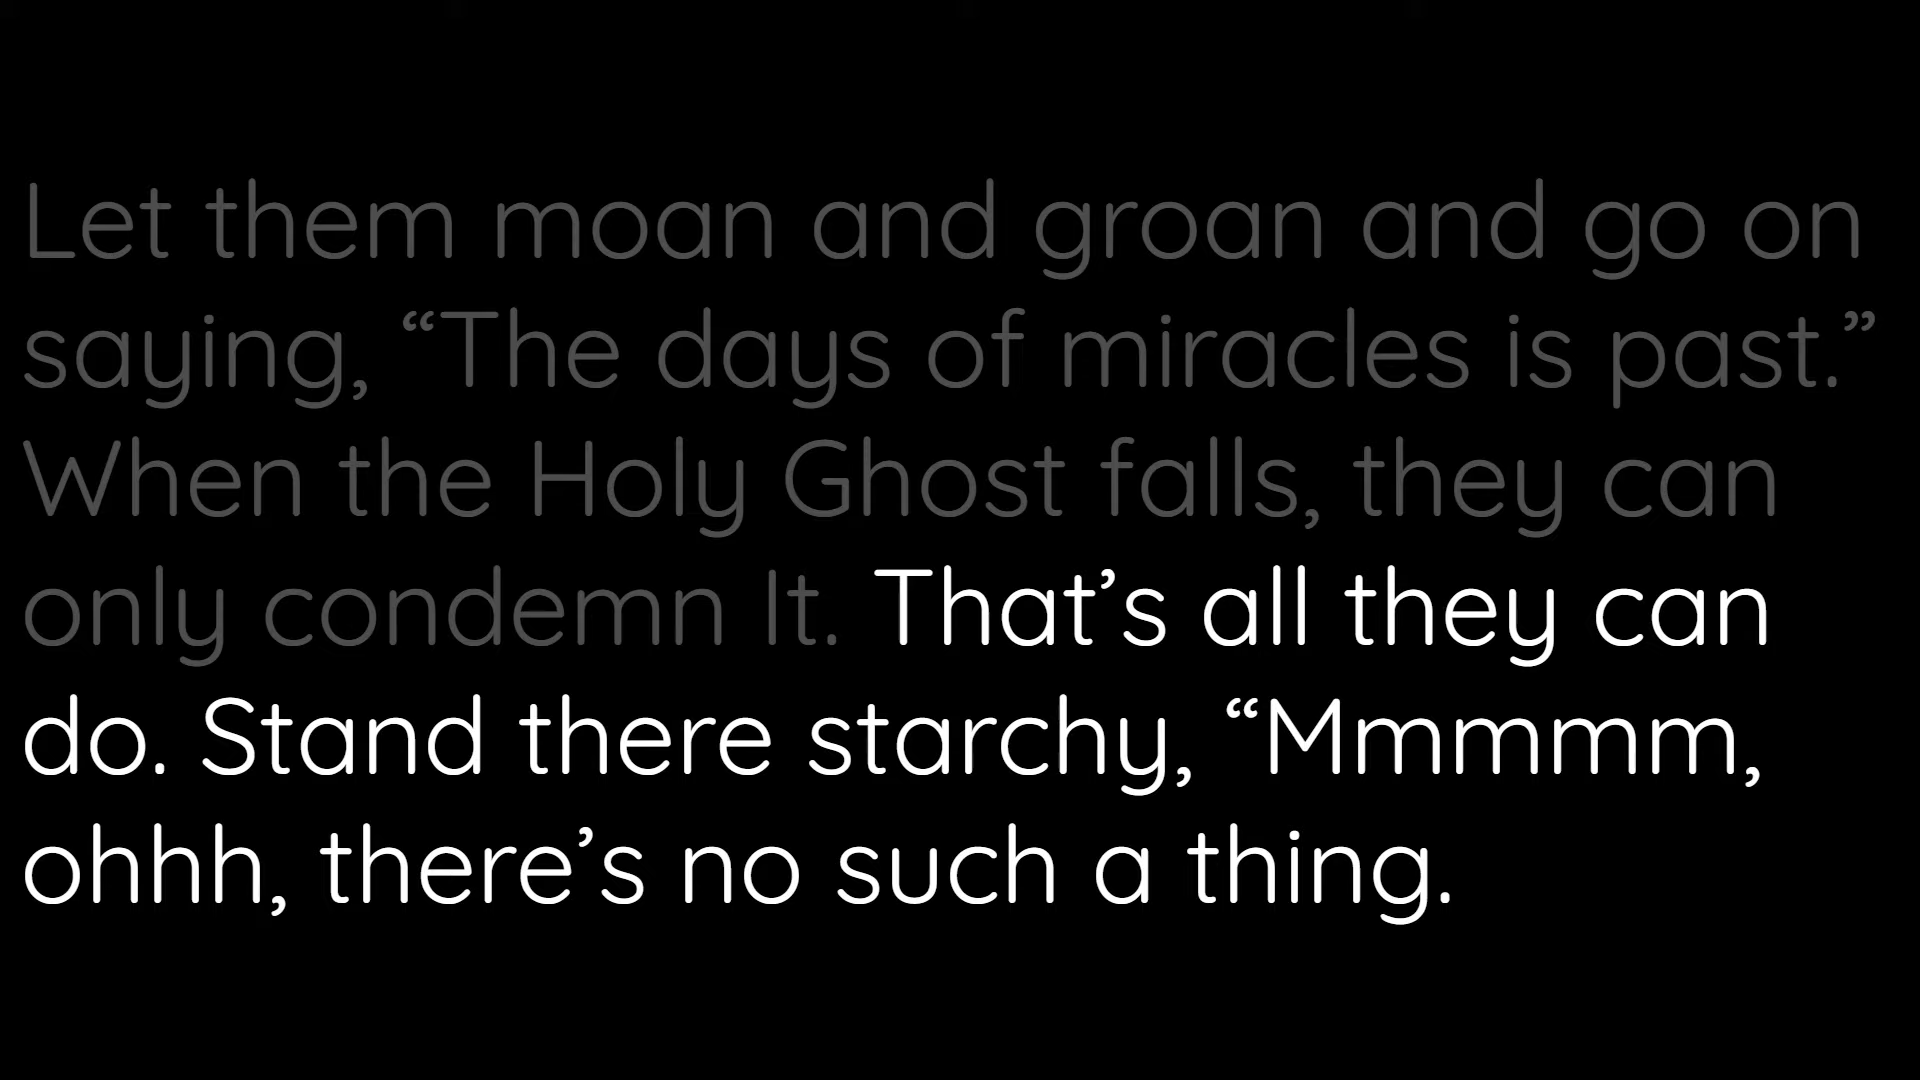 Let them moan and groan and go on
saying, “The days of miracles is past.”
When the Holy Ghost falls, they can
only condemn It. That’s all they can
do. Stand there starchy, “Mmmmm,
ohhh, there’s no such a thing.